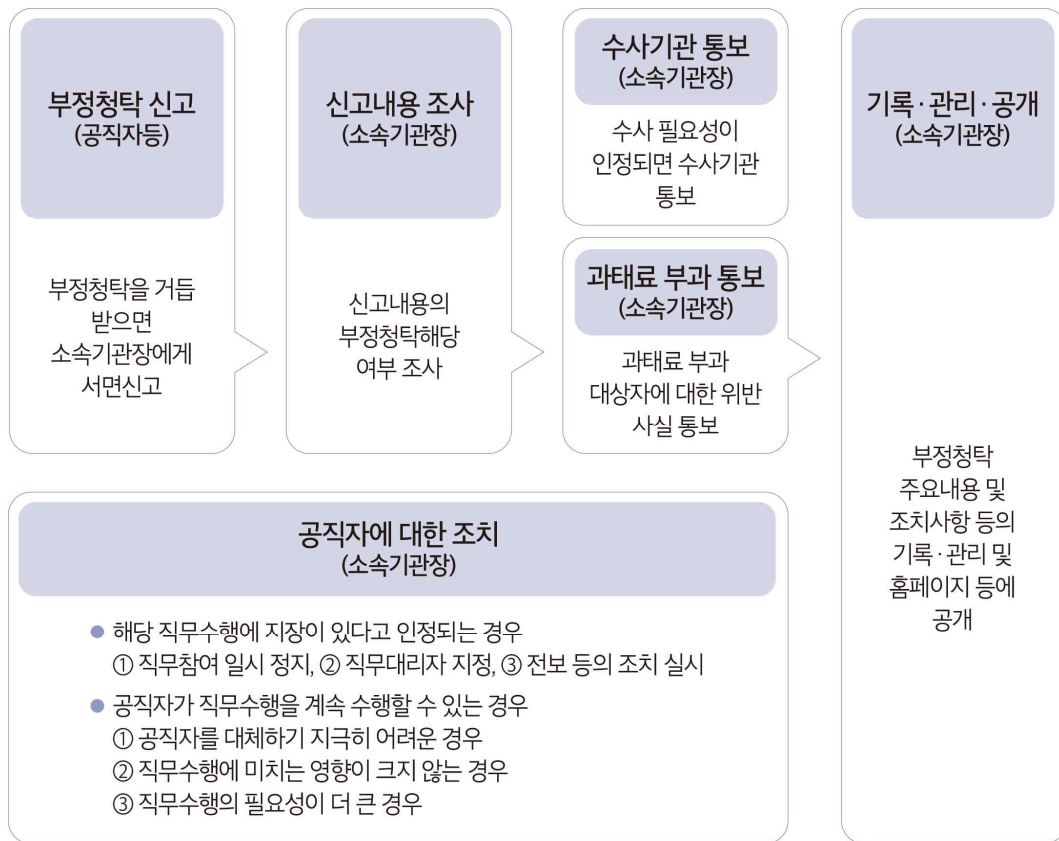 부정청탁 신고
(공직자등)
부정청탁을 거듭
받으면
소속기관장에게
서면신고
신고내용 조사
(소속기관장)
신고내용의
부정청탁해당
여부 조사
수사기관 통보
(소속기관장)
수사 필요성이
인정되면 수사기관
통보
과태료 부과 통보
(소속기관장)
과태료 부과
대상자에 대한 위반
사실 통보
기록·관리·공개
(소속기관장)
부정청탁
주요내용 및
조치사항 등의
기록·관리 및
홈페이지 등에
공개
공직자에 대한 조치
(소속기관장)
● 해당 직무수행에 지장이 있다고 인정되는 경우
① 직무참여 일시 정지, ② 직무대리자 지정, ③ 전보 등의 조치 실시
● 공직자가 직무수행을 계속 수행할 수 있는 경우
① 공직자를 대체하기 지극히 어려운 경우
② 직무수행에 미치는 영향이 크지 않는 경우
③ 직무수행의 필요성이 더 큰 경우